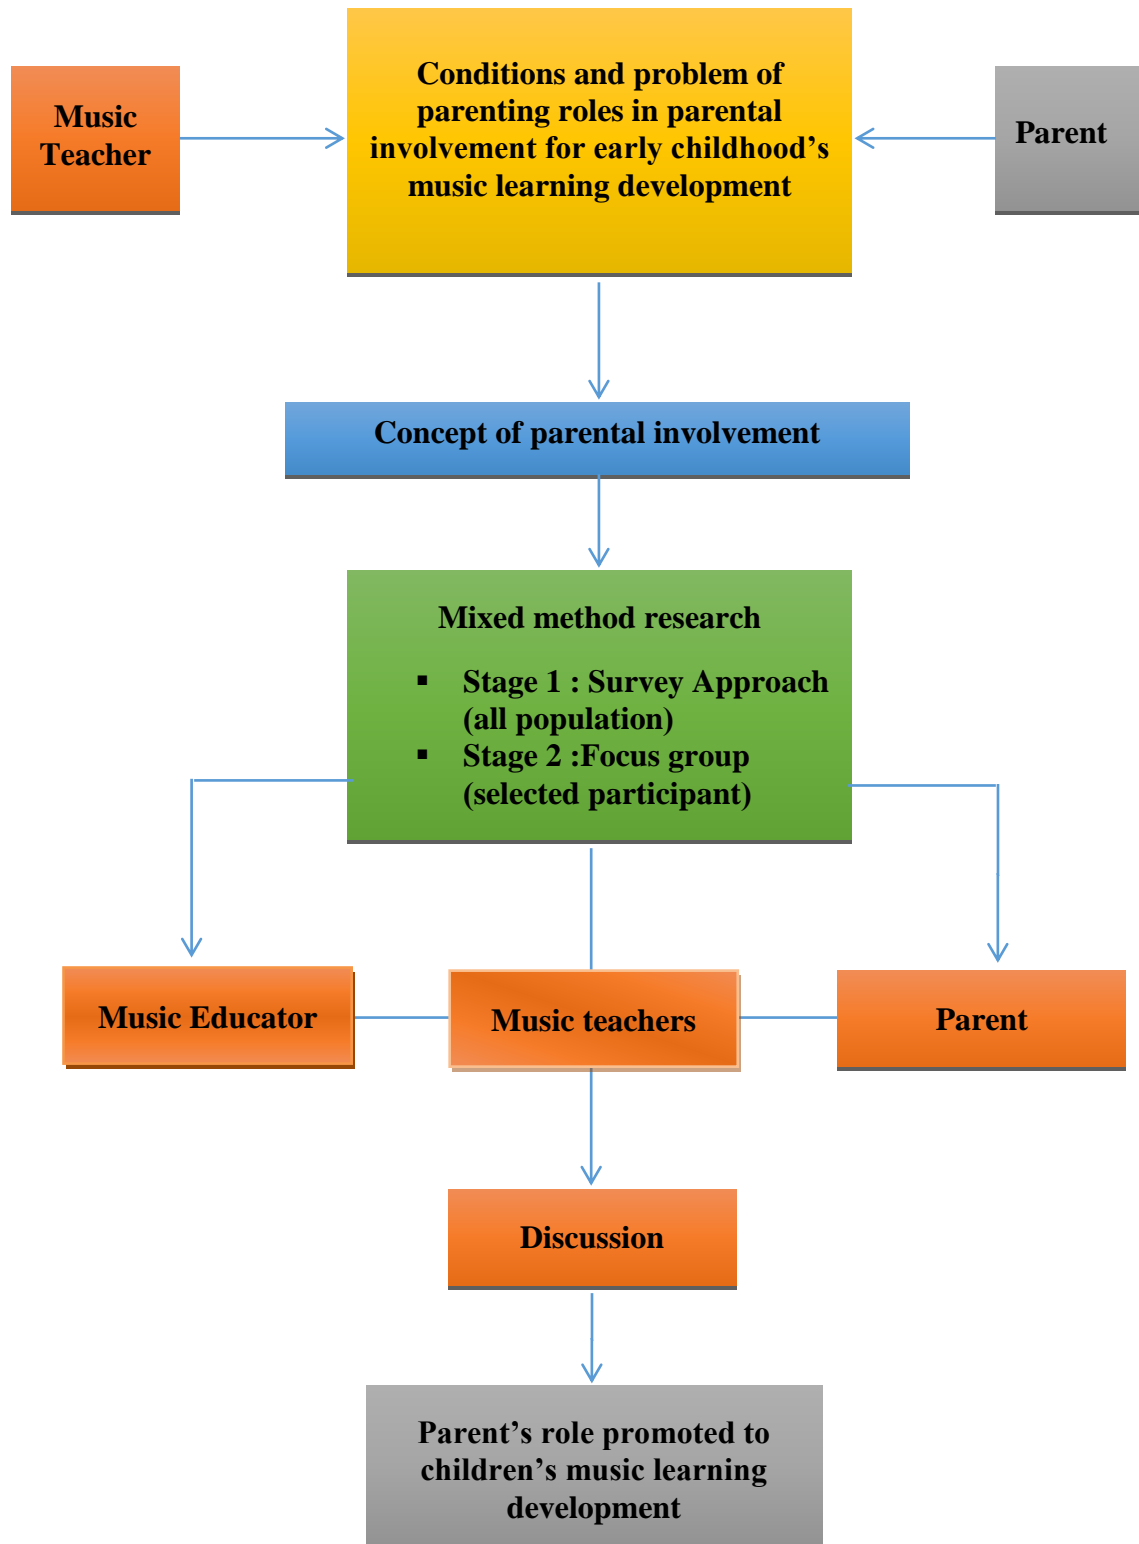 Music
Teacher
Conditions and problem of
parenting roles in parental
involvement for early childhood’s
music learning development
Parent
Concept of parental involvement
Mixed method research
▪ Stage 1 : Survey Approach
(all population)
▪ Stage 2 :Focus group
(selected participant)
Music Educator
Music teachers
Parent
Discussion
Parent’s role promoted to
children’s music learning
development